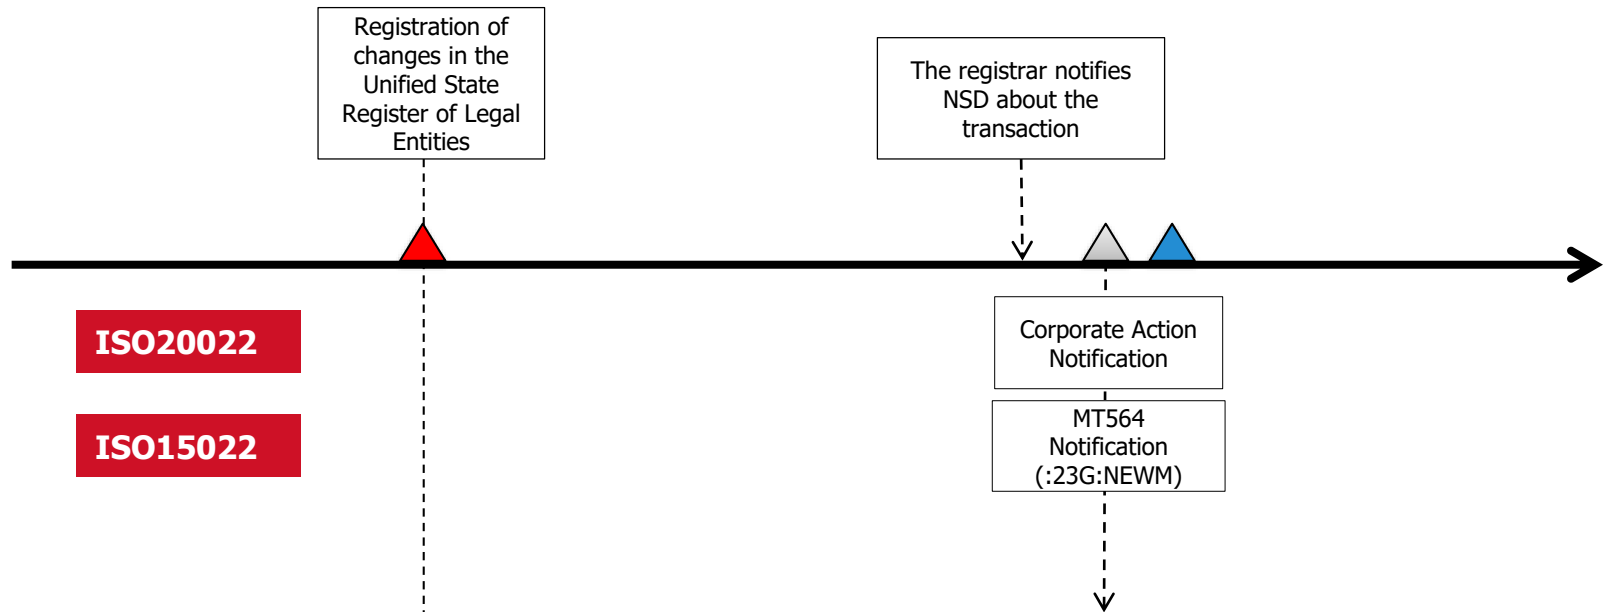 Registration of
changes in the
Unified State
Register of Legal
Entities
The registrar notifies
NSD about the
transaction
ISO20022
Corporate Action
Notification
ISO15022
MT564
Notification
(:23G:NEWM)